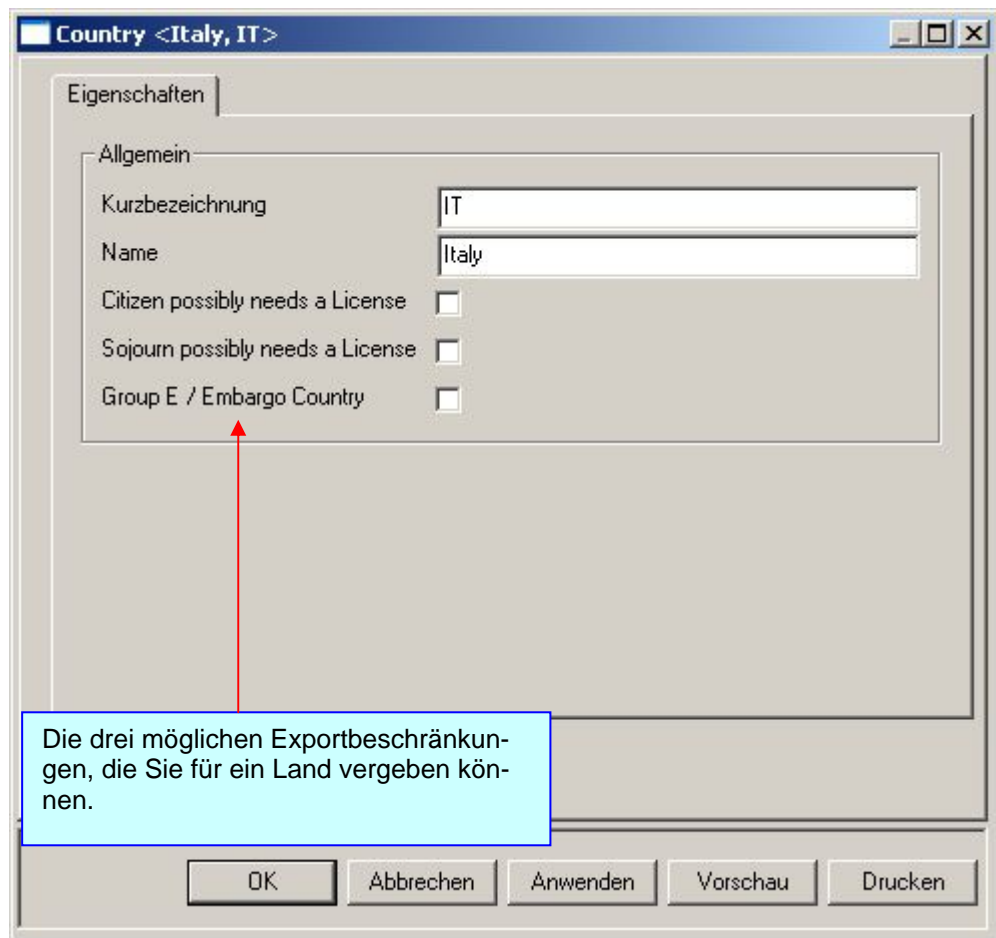 Country <Italy, IT>
Eigenschaften
Allgemein
Kurzbezeichnung IT
Name Italy
Citizen possibly needs a License
Sojourn possibly needs a License
Group E / Embargo Country
Die drei möglichen Exportbeschränkun-
gen, die Sie für ein Land vergeben kön-
nen.
OK Abbrechen Anwenden Vorschau Drucken